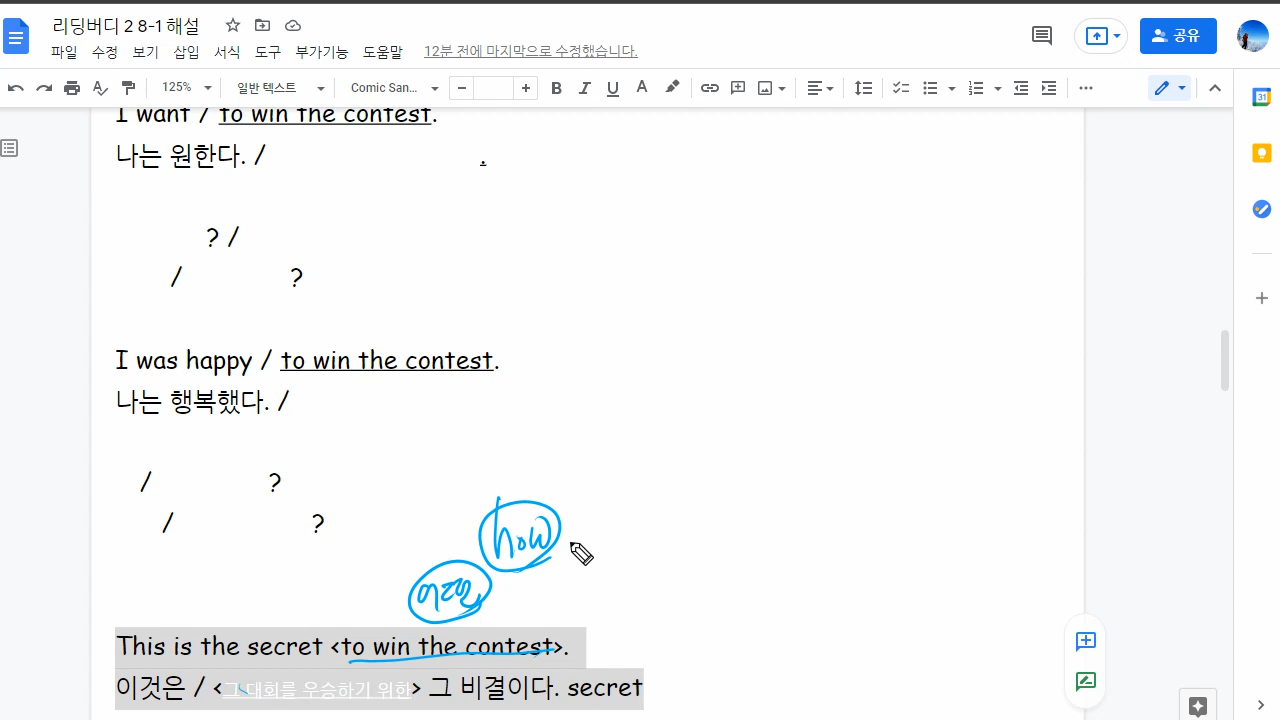 리딩버디 2 8-1 해설
파일 수정 보기 삽입 서식 도구 부가기능 도움말 12분 전에 마지막으로 수정했습니다.
공유
125% 일반 텍스트 Comic San... − + B I U A
31
I want / to win the contest.
나는 원한다. / .
? /
/ ?
I was happy / to win the contest.
나는 행복했다. /
/ ?
/ ?
how
어떤
This is the secret <to win the contest>.
이것은 / <그 대회를 우승하기 위한> 그 비결이다. secret